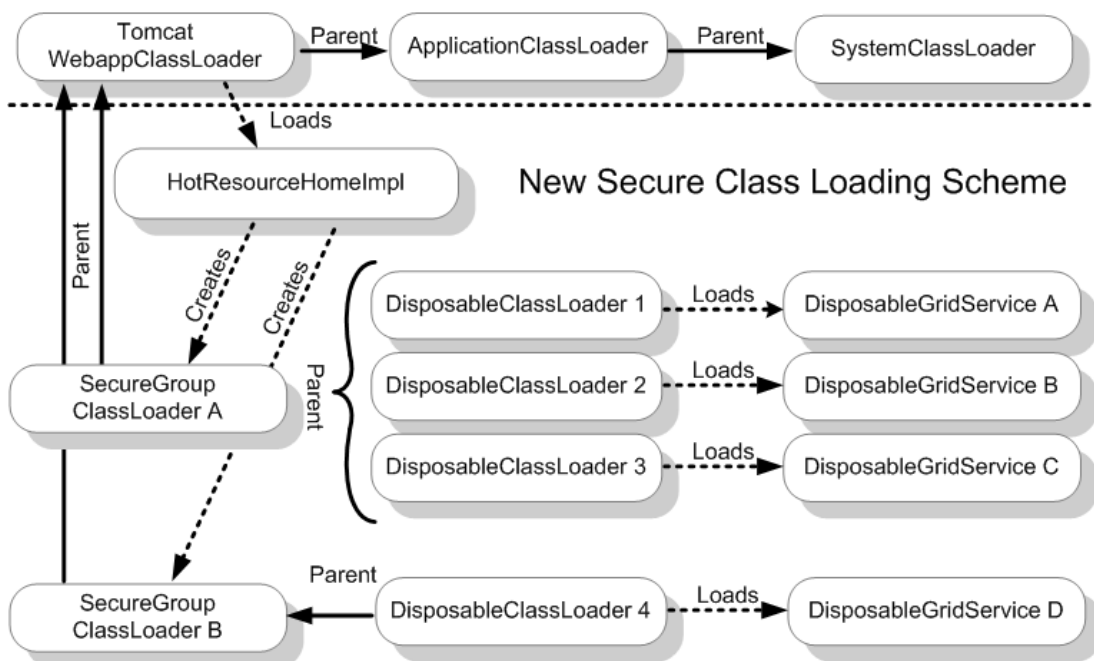 Tomcat
WebappClassLoader
Parent
ApplicationClassLoader
Parent
SystemClassLoader
Loads
HotResourceHomeImpl
New Secure Class Loading Scheme
Parent
Creates
Creates
DisposableClassLoader 1
Loads
DisposableGridService A
SecureGroup
ClassLoader A
Parent
DisposableClassLoader 2
Loads
DisposableGridService B
DisposableClassLoader 3
Loads
DisposableGridService C
SecureGroup
ClassLoader B
Parent
DisposableClassLoader 4
Loads
DisposableGridService D